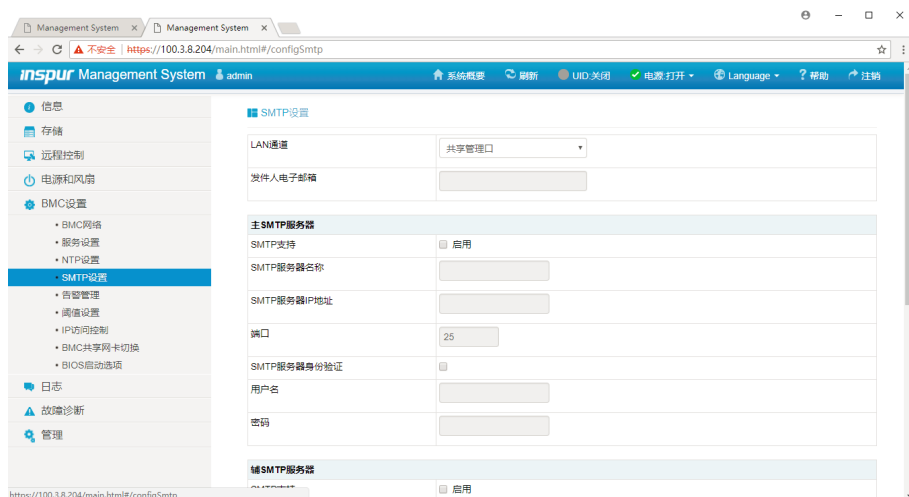 Management System × Management System ×
不安全 | https://100.3.8.204/main.html#/configSmtp
inspur Management System admin 系统概要 刷新 UID:关闭 电源:打开 Language 帮助 注销
信息
存储
远程控制
电源和风扇
BMC设置
• BMC网络
• 服务设置
• NTP设置
• SMTP设置
• 告警管理
• 阈值设置
• IP访问控制
• BMC共享网卡切换
• BIOS启动选项
日志
故障诊断
管理
SMTP设置
LAN通道 共享管理口
发件人电子邮箱
主SMTP服务器
SMTP支持 启用
SMTP服务器名称
SMTP服务器IP地址
端口 25
SMTP服务器身份验证
用户名
密码
辅SMTP服务器
SMTP支持 启用
https://100.3.8.204/main.html#/configSmtp